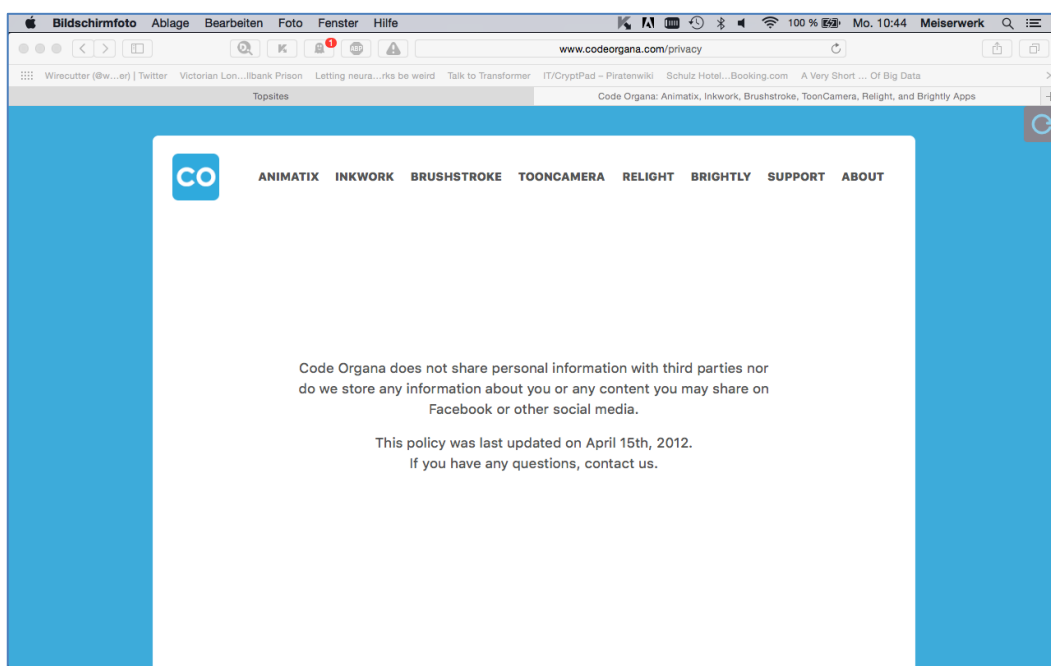 Bildschirmfoto Ablage Bearbeiten Foto Fenster Hilfe 100 % Mo. 10:44 Meiserwerk
K 1 ABP www.codeorgana.com/privacy
Wirecutter (@w...er) | Twitter Victorian Lon...llbank Prison Letting neura...rks be weird Talk to Transformer IT/CryptPad – Piratenwiki Schulz Hotel...Booking.com A Very Short ... Of Big Data
Topsites Code Organa: Animatix, Inkwork, Brushstroke, ToonCamera, Relight, and Brightly Apps
CO ANIMATIX INKWORK BRUSHSTROKE TOONCAMERA RELIGHT BRIGHTLY SUPPORT ABOUT
Code Organa does not share personal information with third parties nor
do we store any information about you or any content you may share on
Facebook or other social media.
This policy was last updated on April 15th, 2012.
If you have any questions, contact us.